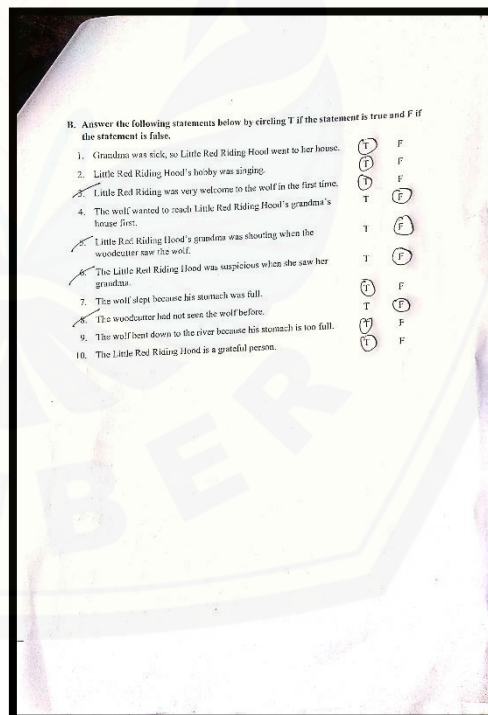 B. Answer the following statements below by circling T if the statement is true and F if
the statement is false.
1. Grandma was sick, so Little Red Riding Hood went to her house. T F
2. Little Red Riding Hood's hobby was singing. T F
3. Little Red Riding was very welcome to the wolf in the first time. T F
4. The wolf wanted to reach Little Red Riding Hood's grandma's T F
house first.
5. Little Red Riding Hood's grandma was shouting when the T F
woodcutter saw the wolf.
6. The Little Red Riding Hood was suspicious when she saw her T F
grandma.
7. The wolf slept because his stomach was full. T F
8. The woodcutter had not seen the wolf before. T F
9. The wolf bent down to the river because his stomach is too full. T F
10. The Little Red Riding Hood is a grateful person. T F
BER